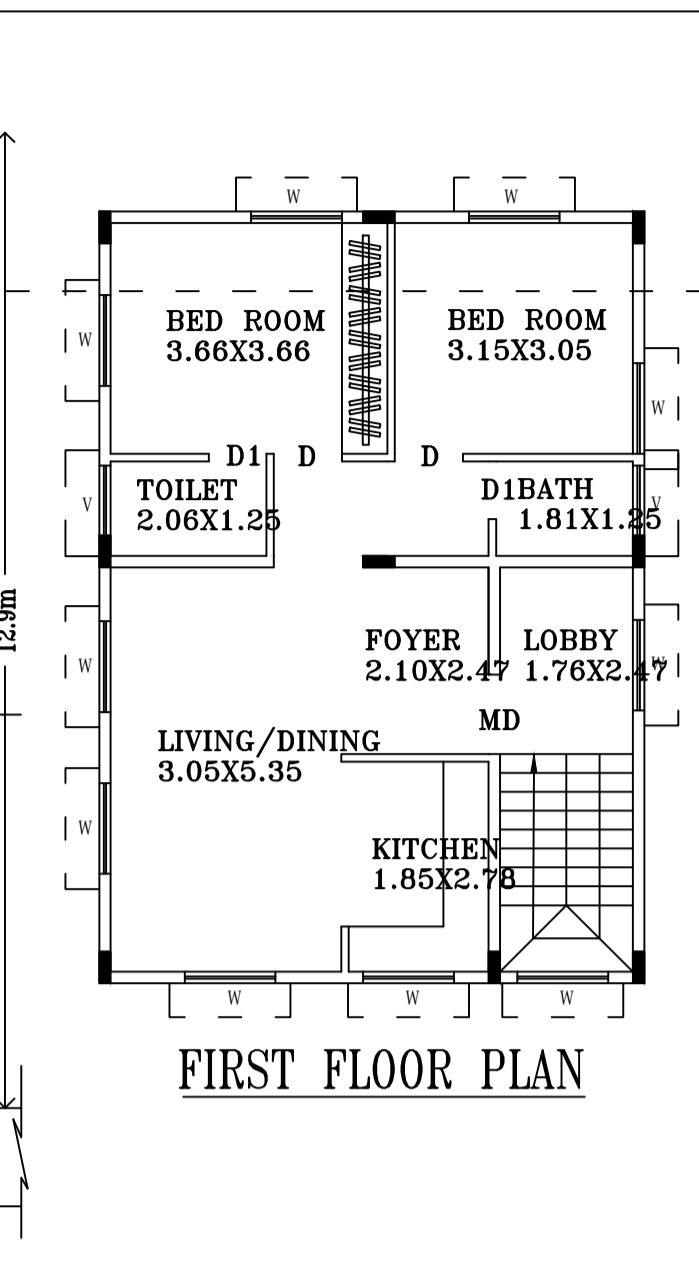 W
W
BED ROOM
3.66X3.66
BED ROOM
3.15X3.05
W
W
D1
D
D
TOILET
2.06X1.25
D1
BATH
1.81X1.25
V
V
12.9m
FOYER
2.10X2.47
LOBBY
1.76X2.47
W
W
MD
LIVING/DINING
3.05X5.35
W
KITCHEN
1.85X2.78
W
W
W
FIRST FLOOR PLAN